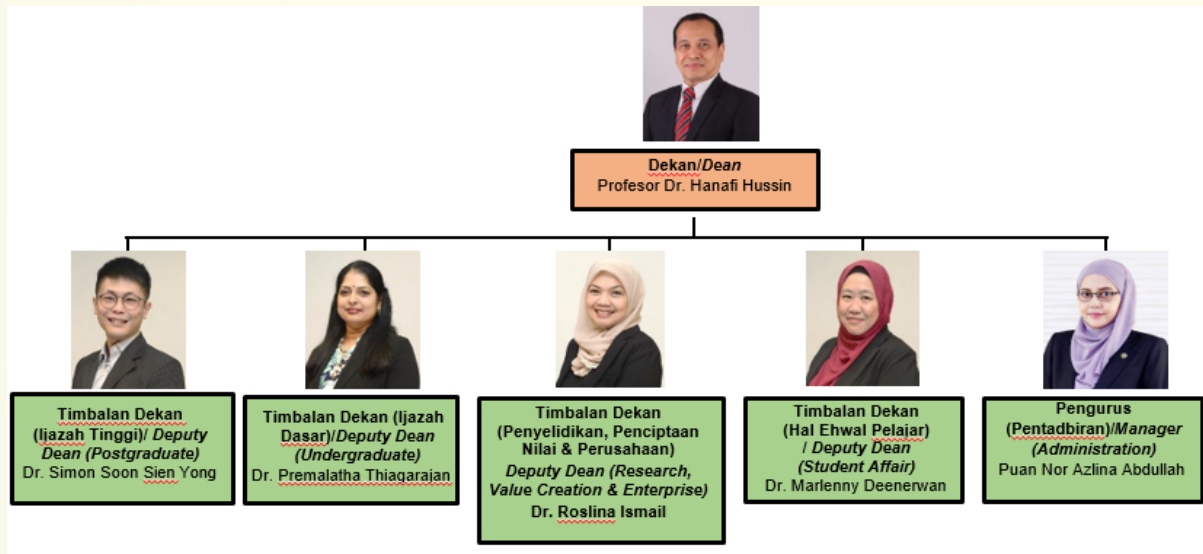 Dekan/Dean
Profesor Dr. Hanafi Hussin
Timbalan Dekan
(Ijazah Tinggi)/ Deputy
Dean (Postgraduate)
Dr. Simon Soon Sien Yong
Timbalan Dekan (Ijazah
Dasar)/Deputy Dean
(Undergraduate)
Dr. Premalatha Thiagarajan
Timbalan Dekan
(Penyelidikan, Penciptaan
Nilai & Perusahaan)
Deputy Dean (Research,
Value Creation & Enterprise)
Dr. Roslina Ismail
Timbalan Dekan
(Hal Ehwal Pelajar)
/ Deputy Dean
(Student Affair)
Dr. Marlenny Deenerwan
Pengurus
(Pentadbiran)/Manager
(Administration)
Puan Nor Azlina Abdullah